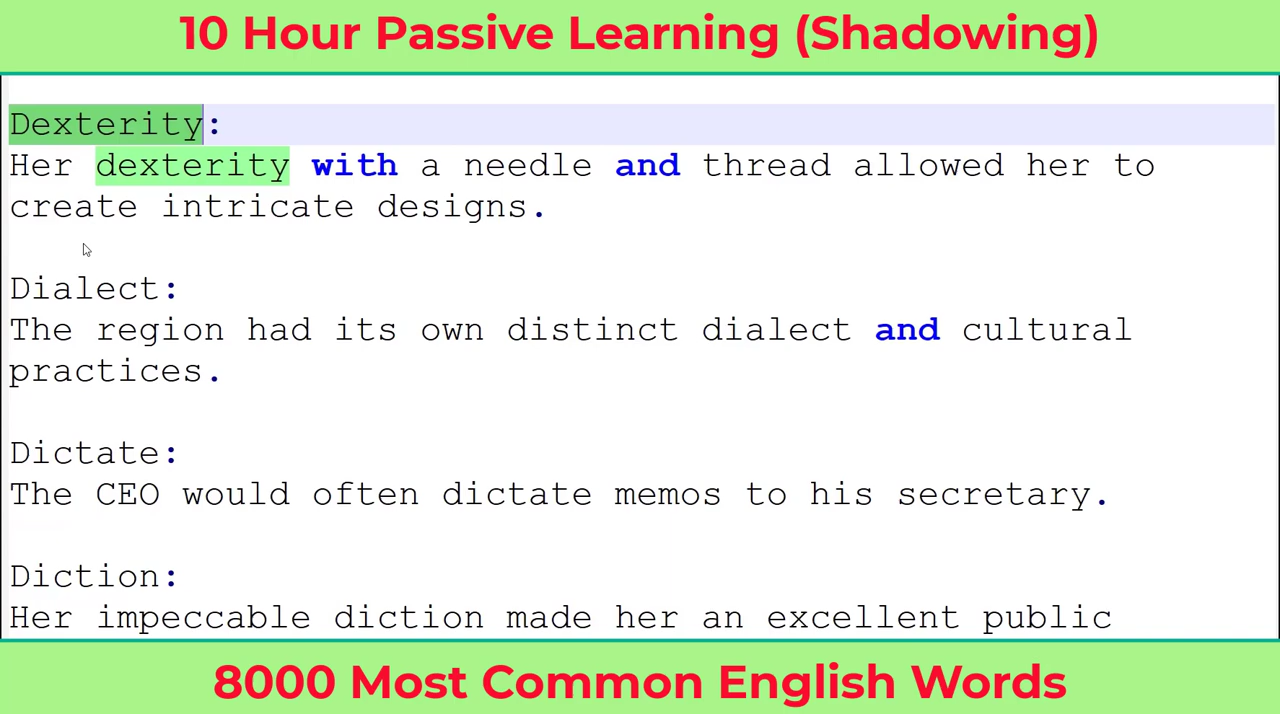 10 Hour Passive Learning (Shadowing)
Dexterity:
Her dexterity with a needle and thread allowed her to
create intricate designs.
Dialect:
The region had its own distinct dialect and cultural
practices.
Dictate:
The CEO would often dictate memos to his secretary.
Diction:
Her impeccable diction made her an excellent public
8000 Most Common English Words